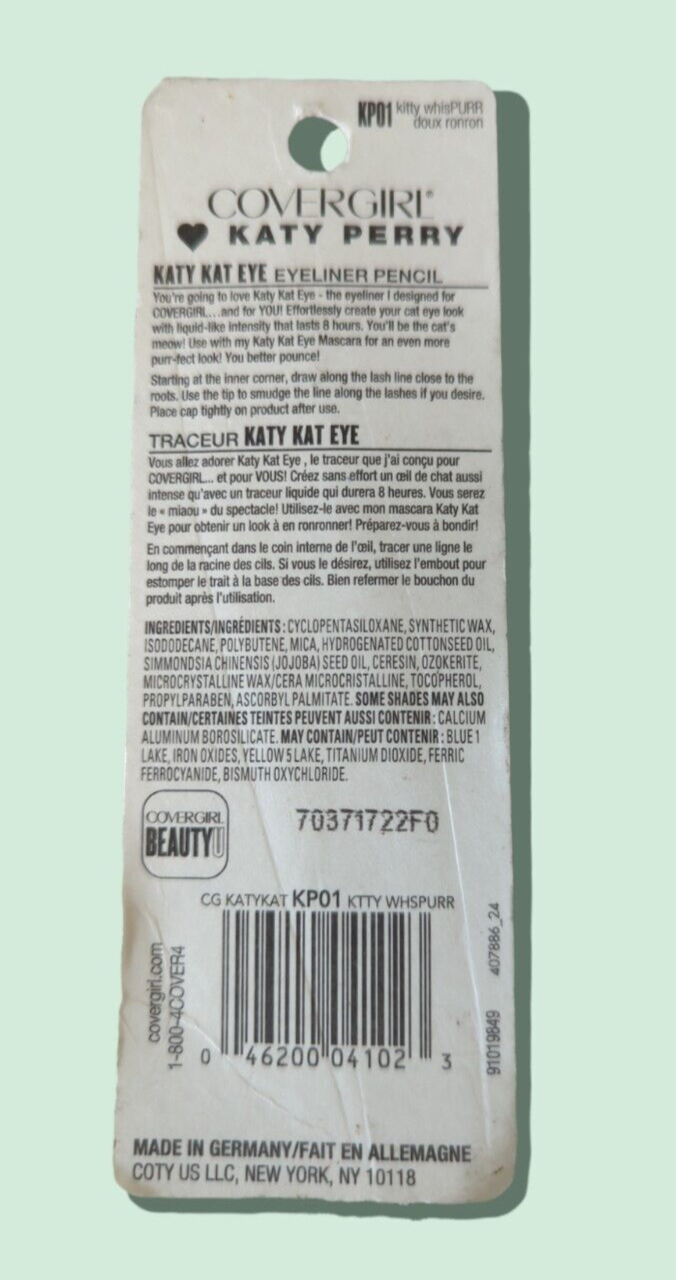 KP01 kitty whisPURR
doux ronron
COVERGIRL®
♥ KATY PERRY
KATY KAT EYE EYELINER PENCIL
You're going to love Katy Kat Eye - the eyeliner I designed for
COVERGIRL...and for YOU! Effortlessly create your cat eye look
with liquid-like intensity that lasts 8 hours. You'll be the cat's
meow! Use with my Katy Kat Eye Mascara for an even more
purr-fect look! You better pounce!
Starting at the inner corner, draw along the lash line close to the
roots. Use the tip to smudge the line along the lashes if you desire.
Place cap tightly on product after use.
TRACEUR KATY KAT EYE
Vous allez adorer Katy Kat Eye , le traceur que j'ai conçu pour
COVERGIRL... et pour VOUS! Créez sans effort un œil de chat aussi
intense qu'avec un traceur liquide qui durera 8 heures. Vous serez
le « miaou » du spectacle! Utilisez-le avec mon mascara Katy Kat
Eye pour obtenir un look à en ronronner! Préparez-vous à bondir!
En commençant dans le coin interne de l'œil, tracer une ligne le
long de la racine des cils. Si vous le désirez, utilisez l'embout pour
estomper le trait à la base des cils. Bien refermer le bouchon du
produit après l'utilisation.
INGREDIENTS/INGRÉDIENTS : CYCLOPENTASILOXANE, SYNTHETIC WAX,
ISODODECANE, POLYBUTENE, MICA, HYDROGENATED COTTONSEED OIL,
SIMMONDSIA CHINENSIS (JOJOBA) SEED OIL, CERESIN, OZOKERITE,
MICROCRYSTALLINE WAX/CERA MICROCRISTALLINE, TOCOPHEROL,
PROPYLPARABEN, ASCORBYL PALMITATE. SOME SHADES MAY ALSO
CONTAIN/CERTAINES TEINTES PEUVENT AUSSI CONTENIR : CALCIUM
ALUMINUM BOROSILICATE. MAY CONTAIN/PEUT CONTENIR : BLUE 1
LAKE, IRON OXIDES, YELLOW 5 LAKE, TITANIUM DIOXIDE, FERRIC
FERROCYANIDE, BISMUTH OXYCHLORIDE.
COVERGIRL
BEAUTYU
70371722F0
CG KATYKAT KP01 KTTY WHSPURR
covergirl.com
1-800-4COVER4
0 46200 04102 3
91019849 407886_24
MADE IN GERMANY/FAIT EN ALLEMAGNE
COTY US LLC, NEW YORK, NY 10118